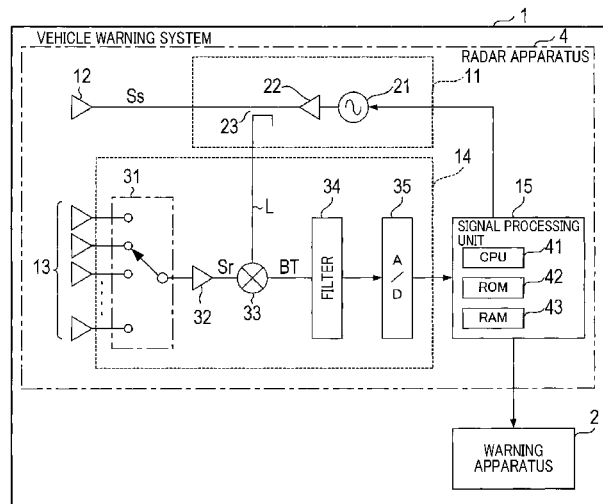 1
VEHICLE WARNING SYSTEM
4
RADAR APPARATUS
12
Ss
22
21
11
23
14
31
34
35
15
L
SIGNAL PROCESSING
UNIT
13
Sr
BT
FILTER
A/D
CPU
41
ROM
42
RAM
43
32
33
2
WARNING
APPARATUS